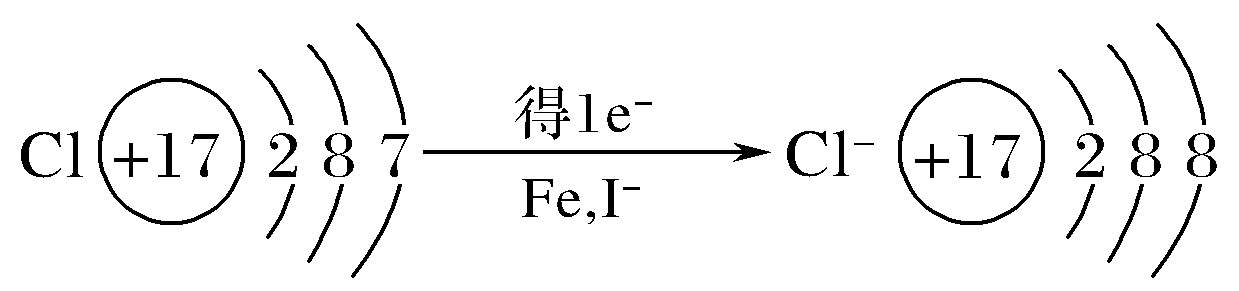 得1e⁻
Cl +17 2 8 7 Cl⁻ +17 2 8 8
Fe,I⁻